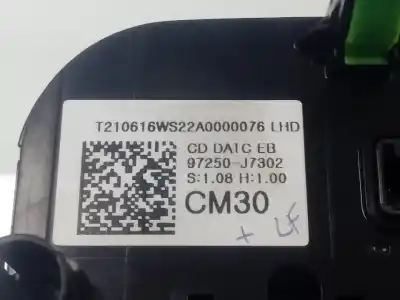 T210616WS22A0000076 LHD
CD DATC EB
97250-J7302
S:1.08 H:1.00
CM30
+ LF